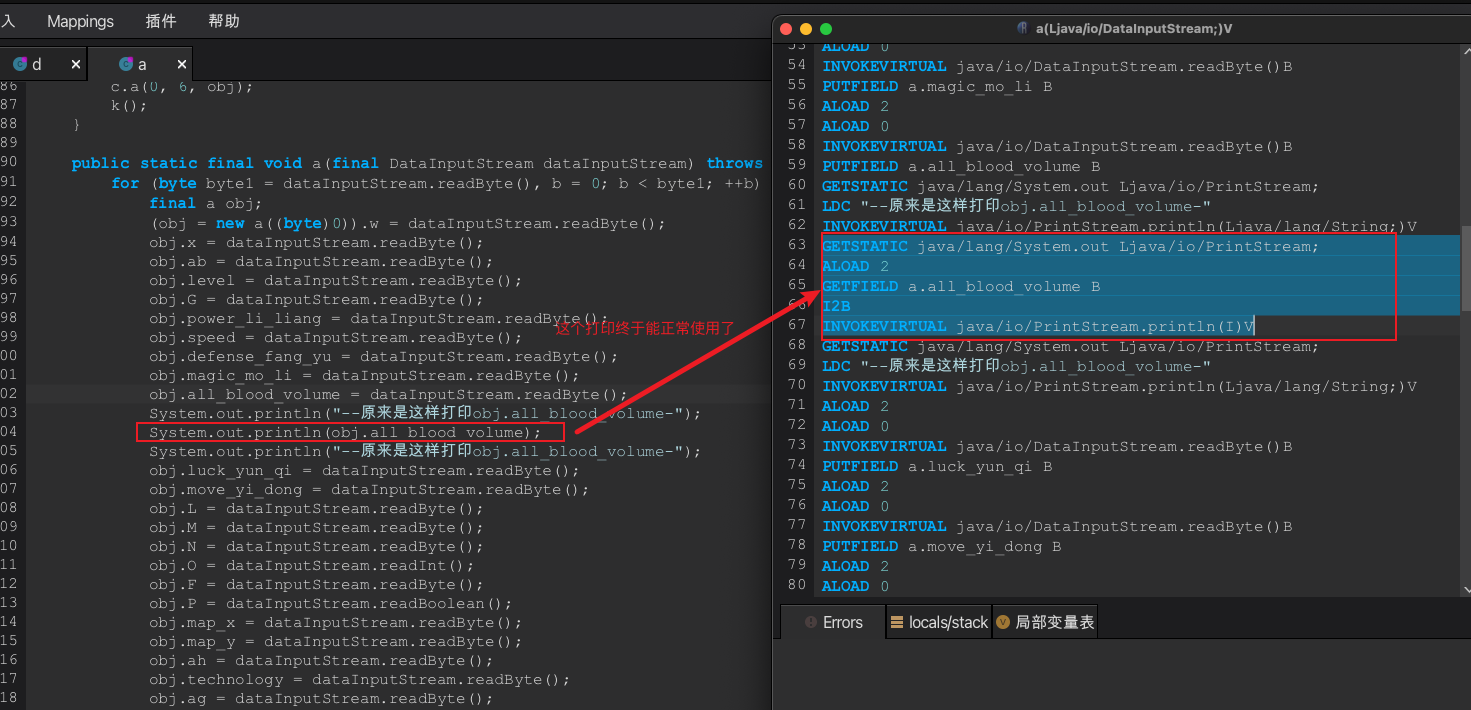 入 Mappings 插件 帮助
d × a ×
86 c.a(0, 6, obj);
87 k();
88 }
89
90 public static final void a(final DataInputStream dataInputStream) throws
91 for (byte byte1 = dataInputStream.readByte(), b = 0; b < byte1; ++b)
92 final a obj;
93 (obj = new a((byte)0)).w = dataInputStream.readByte();
94 obj.x = dataInputStream.readByte();
95 obj.ab = dataInputStream.readByte();
96 obj.level = dataInputStream.readByte();
97 obj.G = dataInputStream.readByte();
98 obj.power_li_liang = dataInputStream.readByte();
99 obj.speed = dataInputStream.readByte();
00 obj.defense_fang_yu = dataInputStream.readByte();
01 obj.magic_mo_li = dataInputStream.readByte();
02 obj.all_blood_volume = dataInputStream.readByte();
03 System.out.println("--原来是这样打印obj.all_blood_volume-");
04 System.out.println(obj.all_blood_volume);
05 System.out.println("--原来是这样打印obj.all_blood_volume-");
06 obj.luck_yun_qi = dataInputStream.readByte();
07 obj.move_yi_dong = dataInputStream.readByte();
08 obj.L = dataInputStream.readByte();
09 obj.M = dataInputStream.readByte();
10 obj.N = dataInputStream.readByte();
11 obj.O = dataInputStream.readInt();
12 obj.F = dataInputStream.readByte();
13 obj.P = dataInputStream.readBoolean();
14 obj.map_x = dataInputStream.readByte();
15 obj.map_y = dataInputStream.readByte();
16 obj.ah = dataInputStream.readByte();
17 obj.technology = dataInputStream.readByte();
18 obj.ag = dataInputStream.readByte();
这个打印终于能正常使用了
a(Ljava/io/DataInputStream;)V
53 ALOAD 0
54 INVOKEVIRTUAL java/io/DataInputStream.readByte()B
55 PUTFIELD a.magic_mo_li B
56 ALOAD 2
57 ALOAD 0
58 INVOKEVIRTUAL java/io/DataInputStream.readByte()B
59 PUTFIELD a.all_blood_volume B
60 GETSTATIC java/lang/System.out Ljava/io/PrintStream;
61 LDC "--原来是这样打印obj.all_blood_volume-"
62 INVOKEVIRTUAL java/io/PrintStream.println(Ljava/lang/String;)V
63 GETSTATIC java/lang/System.out Ljava/io/PrintStream;
64 ALOAD 2
65 GETFIELD a.all_blood_volume B
66 I2B
67 INVOKEVIRTUAL java/io/PrintStream.println(I)V
68 GETSTATIC java/lang/System.out Ljava/io/PrintStream;
69 LDC "--原来是这样打印obj.all_blood_volume-"
70 INVOKEVIRTUAL java/io/PrintStream.println(Ljava/lang/String;)V
71 ALOAD 2
72 ALOAD 0
73 INVOKEVIRTUAL java/io/DataInputStream.readByte()B
74 PUTFIELD a.luck_yun_qi B
75 ALOAD 2
76 ALOAD 0
77 INVOKEVIRTUAL java/io/DataInputStream.readByte()B
78 PUTFIELD a.move_yi_dong B
79 ALOAD 2
80 ALOAD 0
Errors locals/stack 局部变量表